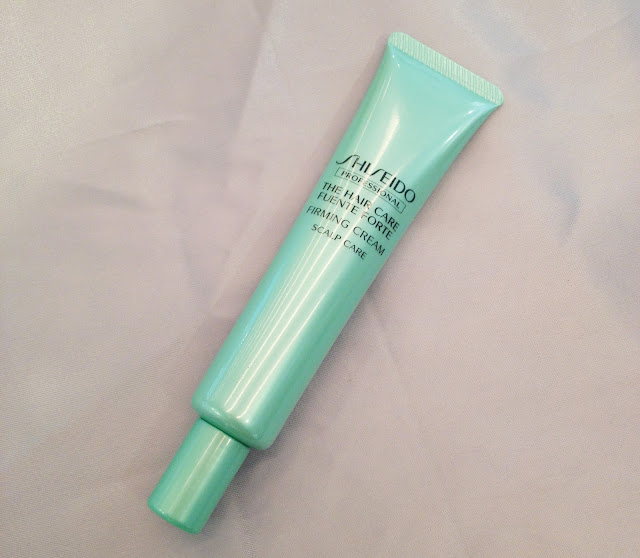 SHISEIDO
PROFESSIONAL
THE HAIR CARE
FUENTE FORTE
FIRMING CREAM
SCALP CARE